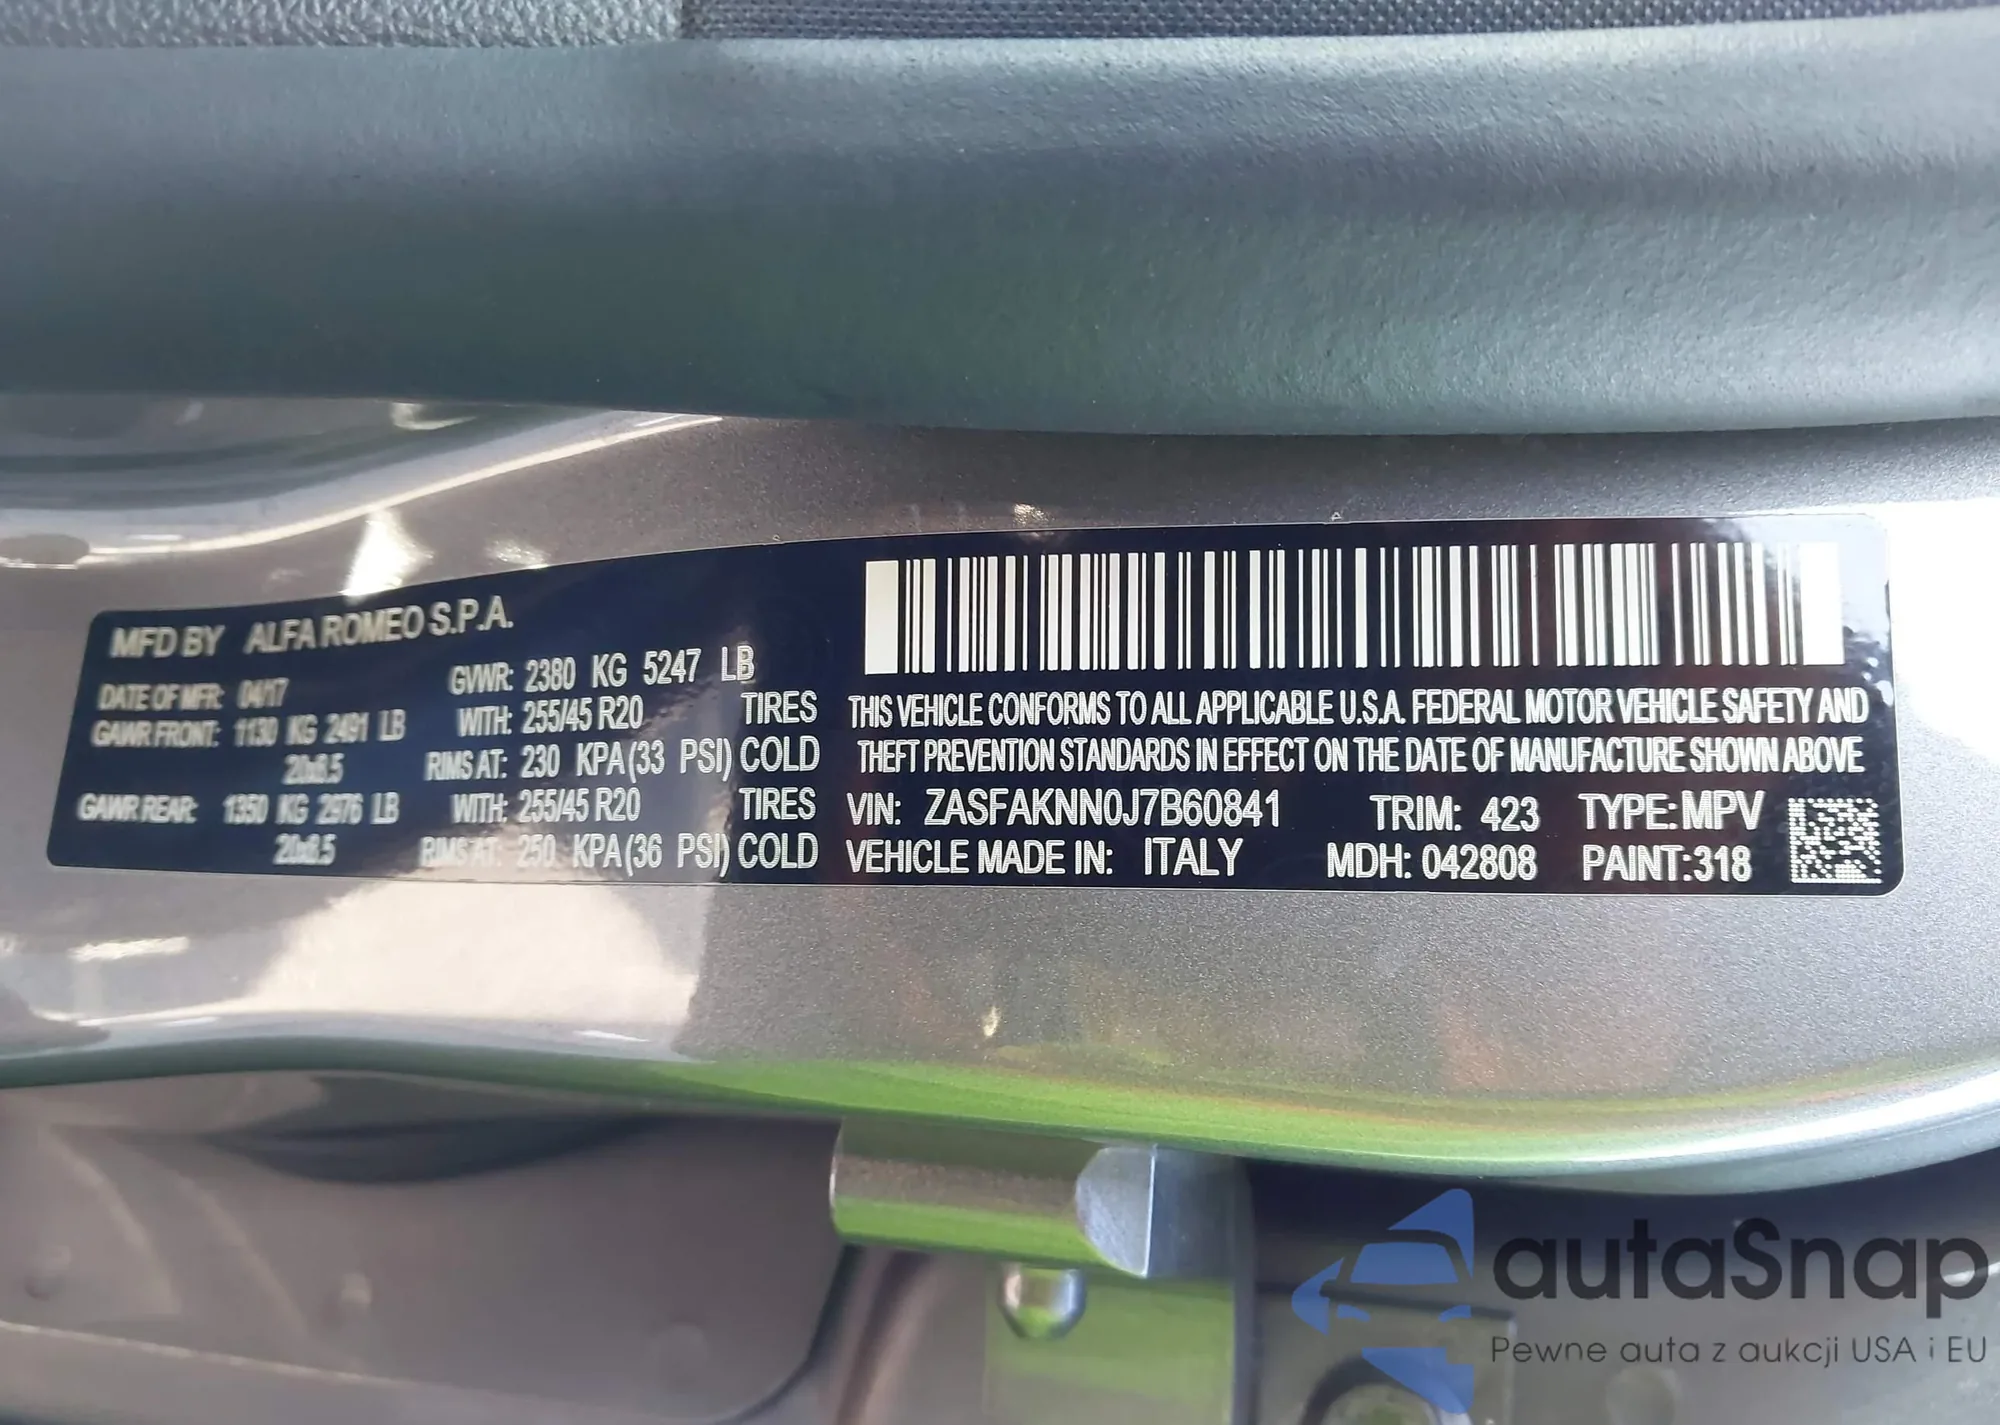 MFD BY ALFA ROMEO S.P.A.
DATE OF MFR: 04/17 GVWR: 2380 KG 5247 LB
GAWR FRONT: 1130 KG 2491 LB WITH: 255/45 R20 TIRES
20x8.5 RIMS AT: 230 KPA(33 PSI) COLD
GAWR REAR: 1350 KG 2976 LB WITH: 255/45 R20 TIRES
20x8.5 RIMS AT: 250 KPA(36 PSI) COLD
THIS VEHICLE CONFORMS TO ALL APPLICABLE U.S.A. FEDERAL MOTOR VEHICLE SAFETY AND
THEFT PREVENTION STANDARDS IN EFFECT ON THE DATE OF MANUFACTURE SHOWN ABOVE
VIN: ZASFAKNN0J7B60841 TRIM: 423 TYPE: MPV
VEHICLE MADE IN: ITALY MDH: 042808 PAINT: 318
autaSnap
Pewne auta z aukcji USA i EU